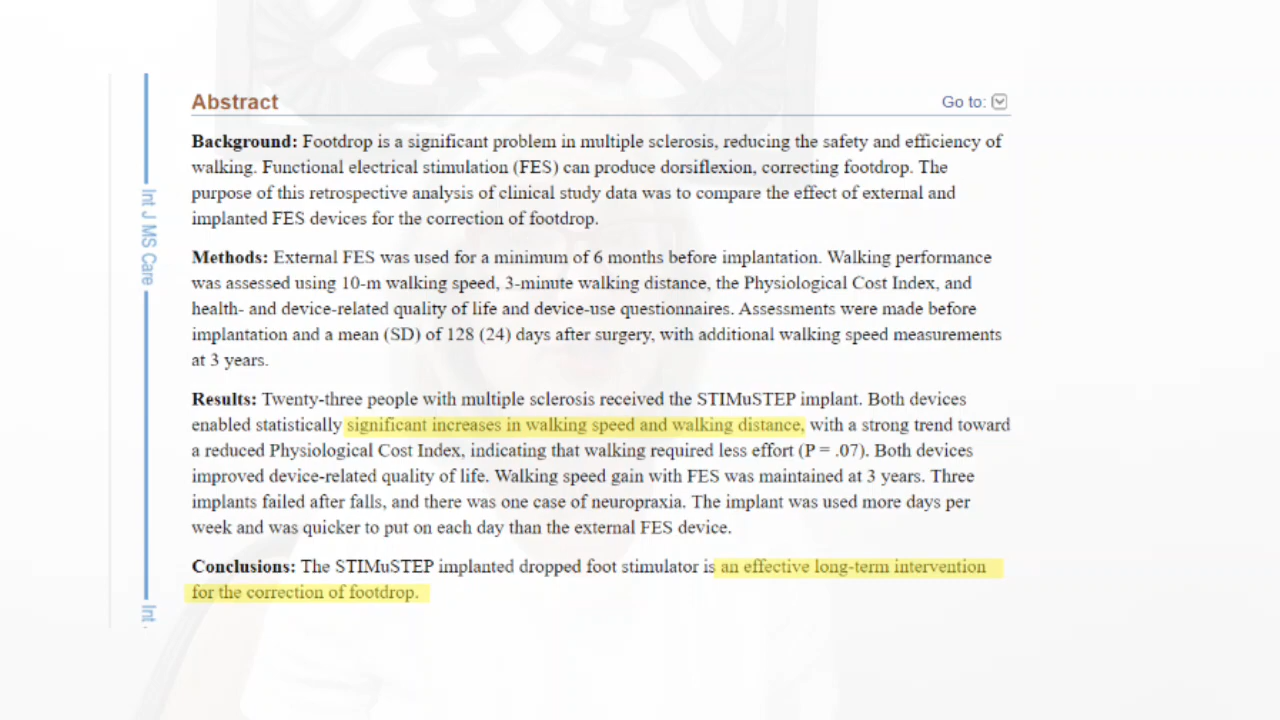 Abstract
Go to:
Background: Footdrop is a significant problem in multiple sclerosis, reducing the safety and efficiency of
walking. Functional electrical stimulation (FES) can produce dorsiflexion, correcting footdrop. The
purpose of this retrospective analysis of clinical study data was to compare the effect of external and
implanted FES devices for the correction of footdrop.
Methods: External FES was used for a minimum of 6 months before implantation. Walking performance
was assessed using 10-m walking speed, 3-minute walking distance, the Physiological Cost Index, and
health- and device-related quality of life and device-use questionnaires. Assessments were made before
implantation and a mean (SD) of 128 (24) days after surgery, with additional walking speed measurements
at 3 years.
Results: Twenty-three people with multiple sclerosis received the STIMuSTEP implant. Both devices
enabled statistically significant increases in walking speed and walking distance, with a strong trend toward
a reduced Physiological Cost Index, indicating that walking required less effort (P = .07). Both devices
improved device-related quality of life. Walking speed gain with FES was maintained at 3 years. Three
implants failed after falls, and there was one case of neuropraxia. The implant was used more days per
week and was quicker to put on each day than the external FES device.
Conclusions: The STIMuSTEP implanted dropped foot stimulator is an effective long-term intervention
for the correction of footdrop.
Int J MS Care
Int